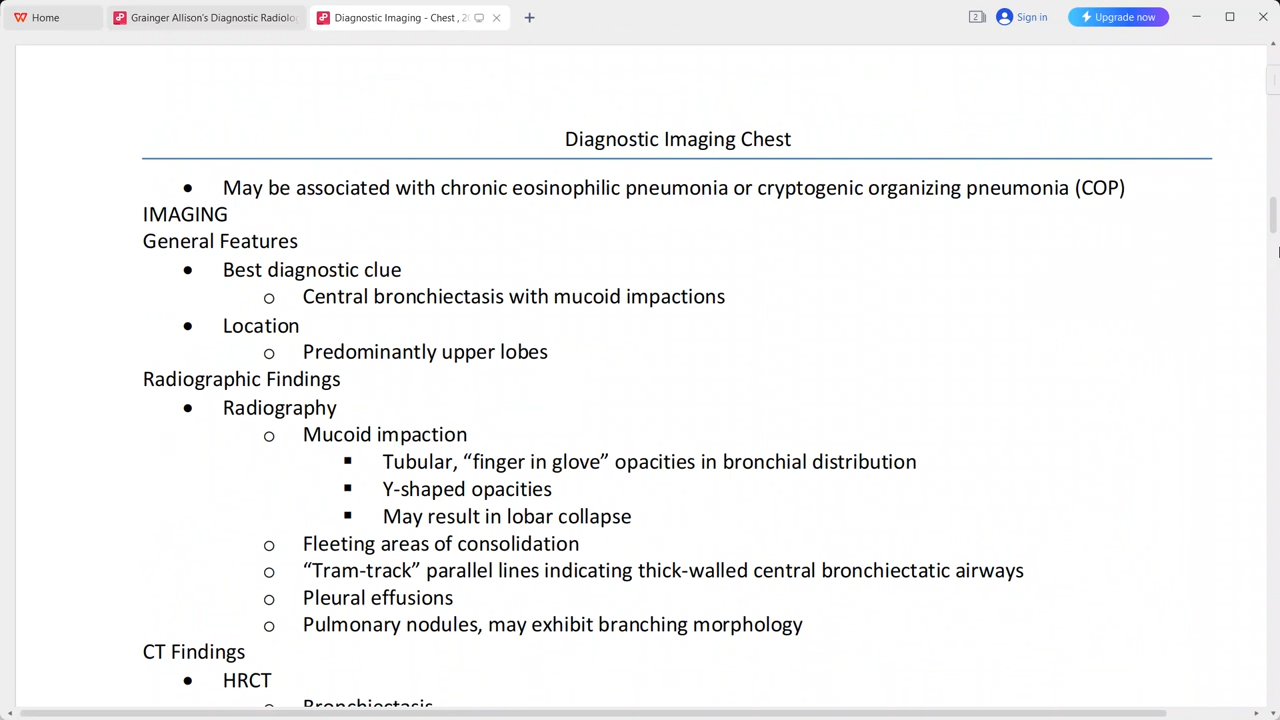 Home
Grainger Allison's Diagnostic Radiolo
Diagnostic Imaging - Chest , 2
2
Sign in
Upgrade now
Diagnostic Imaging Chest
• May be associated with chronic eosinophilic pneumonia or cryptogenic organizing pneumonia (COP)
IMAGING
General Features
• Best diagnostic clue
o Central bronchiectasis with mucoid impactions
• Location
o Predominantly upper lobes
Radiographic Findings
• Radiography
o Mucoid impaction
▪ Tubular, “finger in glove” opacities in bronchial distribution
▪ Y-shaped opacities
▪ May result in lobar collapse
o Fleeting areas of consolidation
o “Tram-track” parallel lines indicating thick-walled central bronchiectatic airways
o Pleural effusions
o Pulmonary nodules, may exhibit branching morphology
CT Findings
• HRCT
o Bronchiectasis